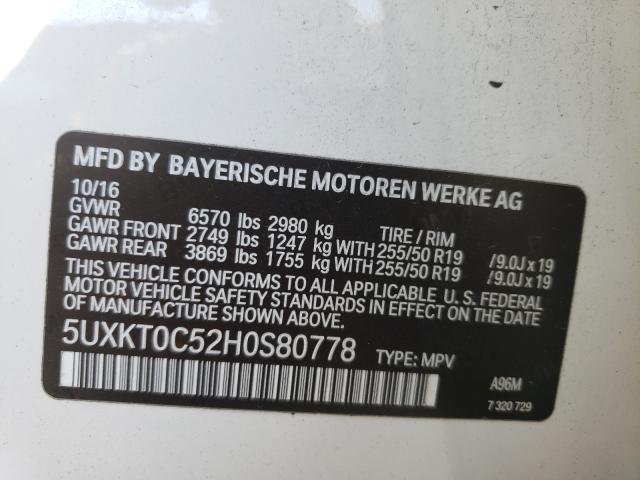 MFD BY BAYERISCHE MOTOREN WERKE AG
10/16
GVWR 6570 lbs 2980 kg TIRE / RIM
GAWR FRONT 2749 lbs 1247 kg WITH 255/50 R19 /9.0J x 19
GAWR REAR 3869 lbs 1755 kg WITH 255/50 R19 /9.0J x 19
THIS VEHICLE CONFORMS TO ALL APPLICABLE U. S. FEDERAL
MOTOR VEHICLE SAFETY STANDARDS IN EFFECT ON THE DATE
OF MANUFACTURE SHOWN ABOVE.
5UXKT0C52H0S80778 TYPE: MPV
A96M
7 320 729